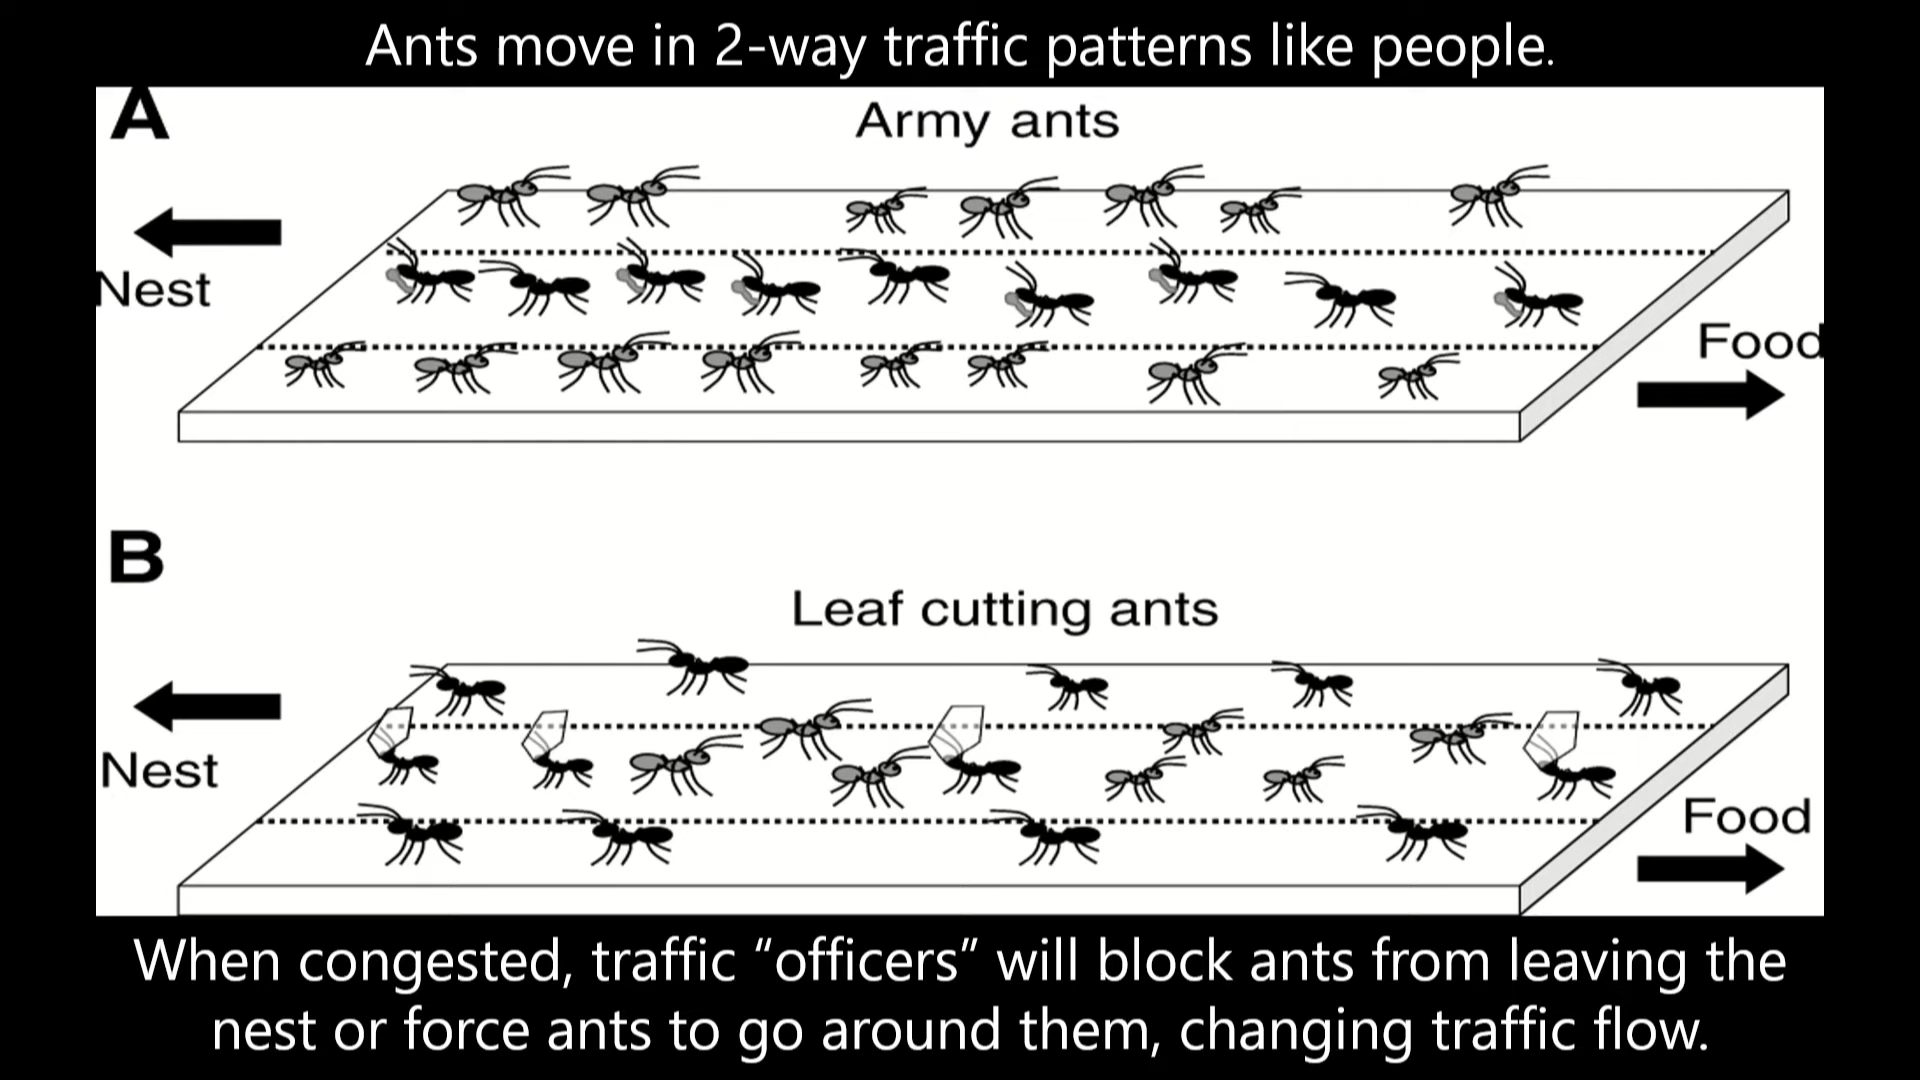 Ants move in 2-way traffic patterns like people.
A
Army ants
Nest
Food
B
Leaf cutting ants
Nest
Food
When congested, traffic “officers” will block ants from leaving the
nest or force ants to go around them, changing traffic flow.